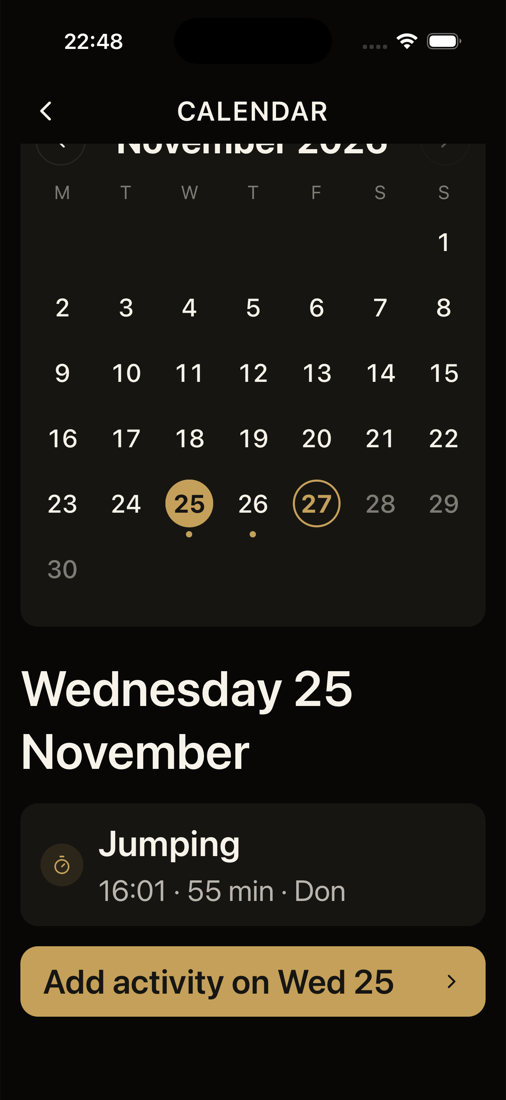 22:48
CALENDAR
November 2026
M T W T F S S
1
2 3 4 5 6 7 8
9 10 11 12 13 14 15
16 17 18 19 20 21 22
23 24 25 26 27 28 29
30
Wednesday 25
November
Jumping
16:01 · 55 min · Don
Add activity on Wed 25